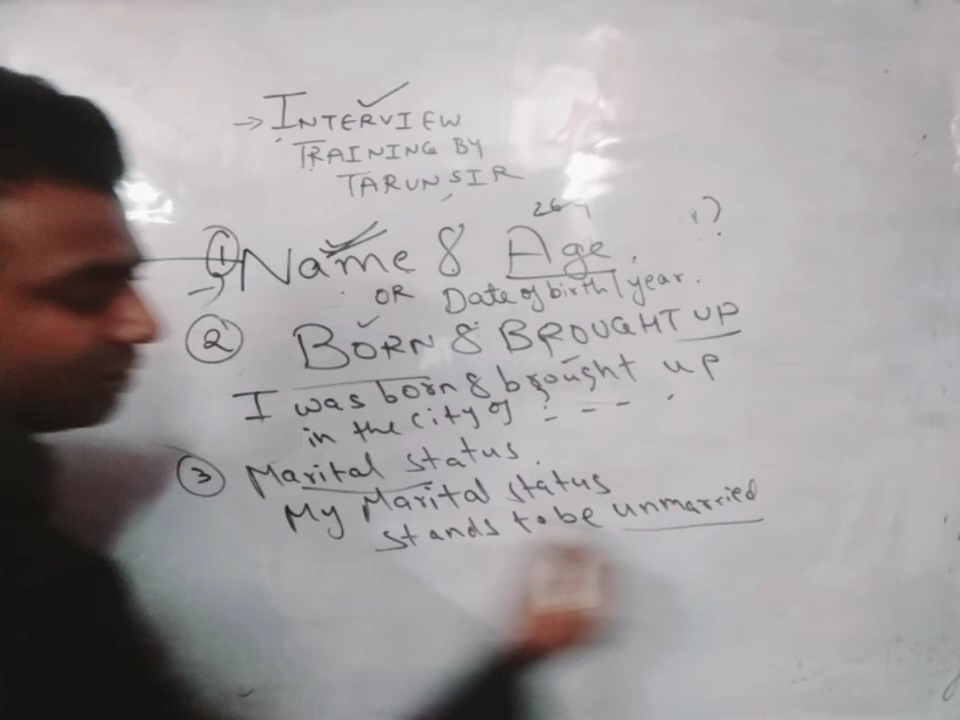 → INTERVIEW
TRAINING BY
TARUN SIR
26
① Name & Age. ?
OR Date of birth/year.
② BORN & BROUGHT UP
I was born & brought up
in the city of - - - .
③ Marital status.
My Marital status
stands to be unmarried